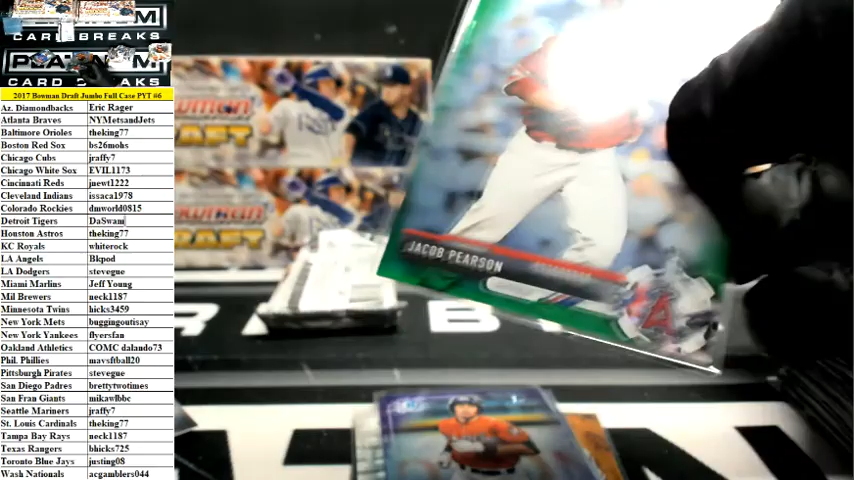 CARD BREAKS
CARD BREAKS
2017 Bowman Draft Jumbo Full Case PYT #6
Az. Diamondbacks Eric Rager
Atlanta Braves NYMetsandJets
Baltimore Orioles theking77
Boston Red Sox bs26mohs
Chicago Cubs jraffy7
Chicago White Sox EVIL1173
Cincinnati Reds jnewt1222
Cleveland Indians issaca1978
Colorado Rockies dmworld0815
Detroit Tigers DaSwami
Houston Astros theking77
KC Royals whiterock
LA Angels Bkpod
LA Dodgers stevegue
Miami Marlins Jeff Young
Mil Brewers neck1187
Minnesota Twins hicks3459
New York Mets buggingoutisay
New York Yankees flyersfan
Oakland Athletics COMC dalando73
Phil. Phillies mavsftball20
Pittsburgh Pirates stevegue
San Diego Padres brettytwotimes
San Fran Giants mikawlbbc
Seattle Mariners jraffy7
St. Louis Cardinals theking77
Tampa Bay Rays neck1187
Texas Rangers bhicks725
Toronto Blue Jays justing08
Wash Nationals acgamblers044
JACOB PEARSON